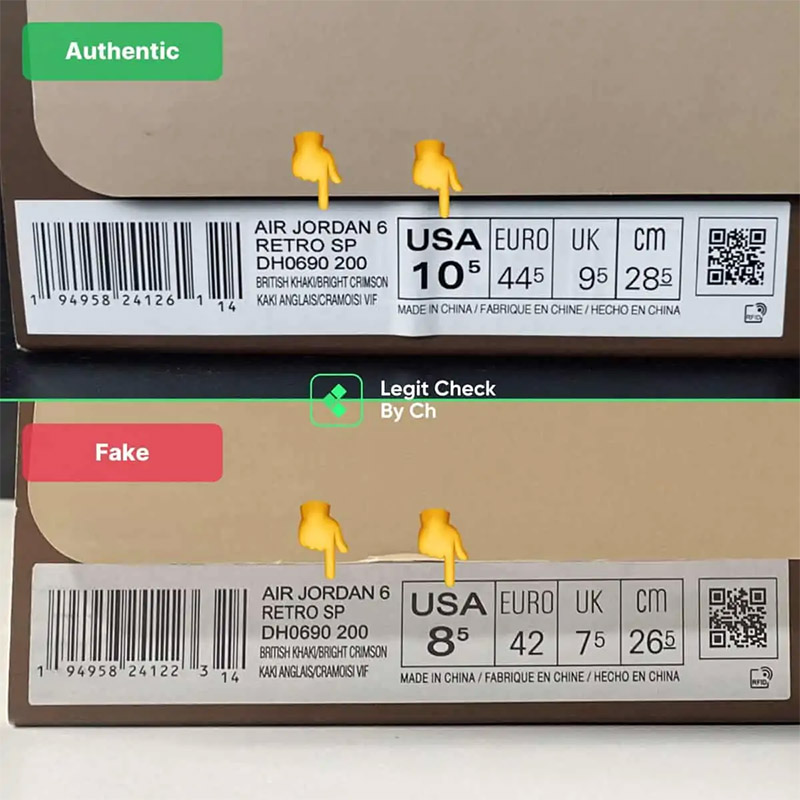 Authentic
AIR JORDAN 6
RETRO SP
DH0690 200
BRITISH KHAKI/BRIGHT CRIMSON
KAKI ANGLAIS/CRAMOISI VIF
1 94958 24126 1 14
USA EURO UK cm
10⁵ 44⁵ 9⁵ 28⁵
MADE IN CHINA / FABRIQUE EN CHINE / HECHO EN CHINA
RFID
Legit Check
By Ch
Fake
AIR JORDAN 6
RETRO SP
DH0690 200
BRITISH KHAKI/BRIGHT CRIMSON
KAKI ANGLAIS/CRAMOISI VIF
1 94958 24122 3 14
USA EURO UK cm
8⁵ 42 7⁵ 26⁵
MADE IN CHINA / FABRIQUE EN CHINE / HECHO EN CHINA
RFID